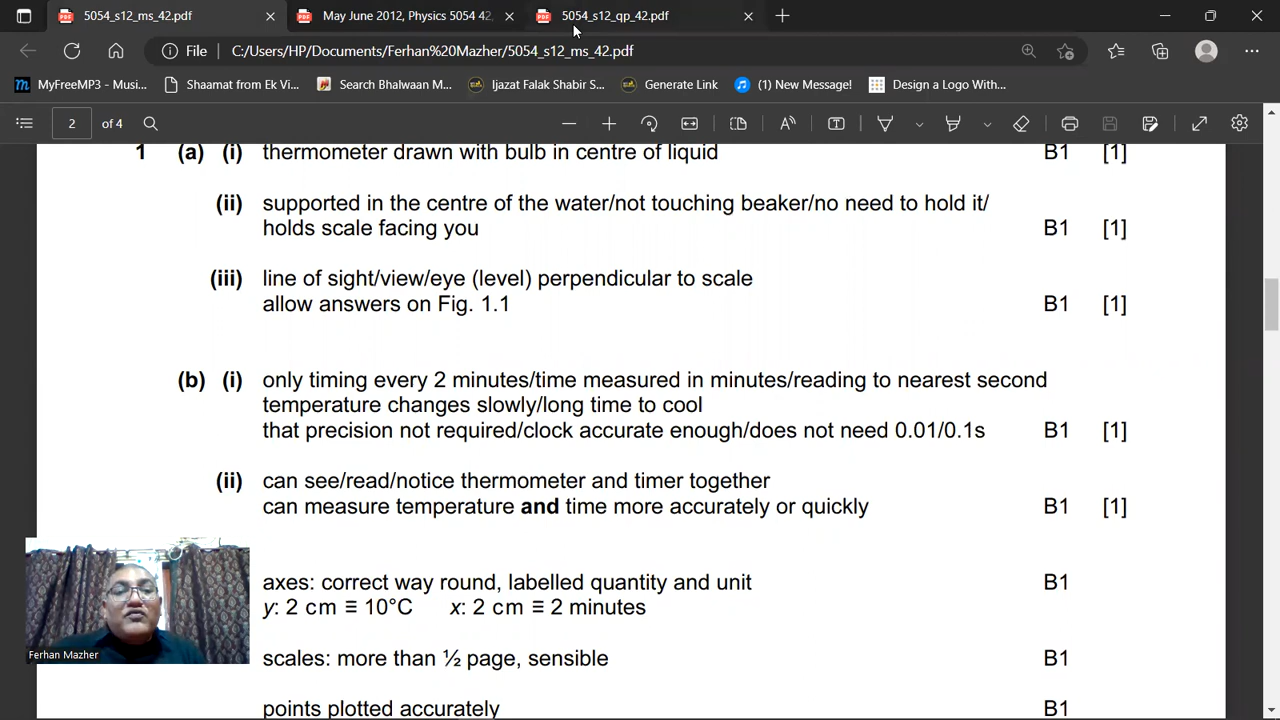 5054_s12_ms_42.pdf
May June 2012, Physics 5054 42,
5054_s12_qp_42.pdf
File
C:/Users/HP/Documents/Ferhan%20Mazher/5054_s12_ms_42.pdf
MyFreeMP3 - Musi...
Shaamat from Ek Vi...
Search Bhalwaan M...
Ijazat Falak Shabir S...
Generate Link
(1) New Message!
Design a Logo With...
2 of 4
1 (a) (i) thermometer drawn with bulb in centre of liquid B1 [1]
(ii) supported in the centre of the water/not touching beaker/no need to hold it/
holds scale facing you B1 [1]
(iii) line of sight/view/eye (level) perpendicular to scale
allow answers on Fig. 1.1 B1 [1]
(b) (i) only timing every 2 minutes/time measured in minutes/reading to nearest second
temperature changes slowly/long time to cool
that precision not required/clock accurate enough/does not need 0.01/0.1s B1 [1]
(ii) can see/read/notice thermometer and timer together
can measure temperature and time more accurately or quickly B1 [1]
axes: correct way round, labelled quantity and unit B1
y: 2 cm ≡ 10°C x: 2 cm ≡ 2 minutes
scales: more than ½ page, sensible B1
points plotted accurately B1
Ferhan Mazher